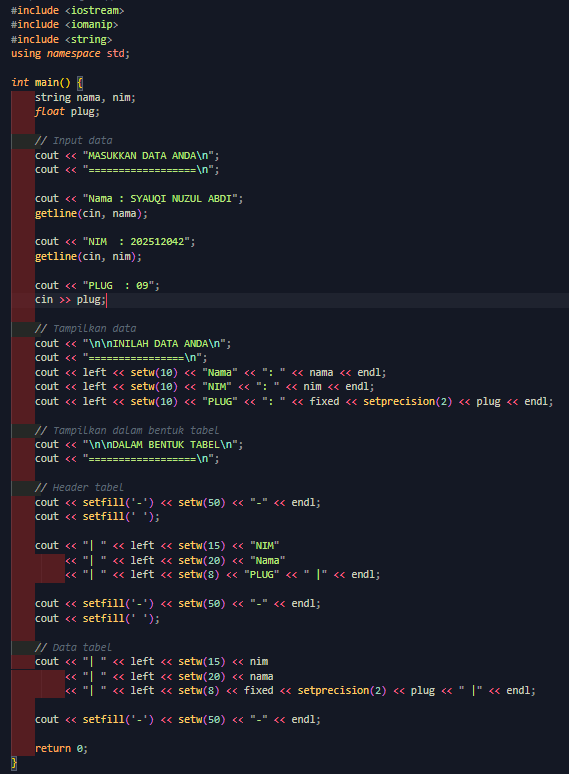 #include <iostream>
#include <iomanip>
#include <string>
using namespace std;
int main() {
string nama, nim;
float plug;
// Input data
cout << "MASUKKAN DATA ANDA\n";
cout << "==================\n";
cout << "Nama : SYAUQI NUZUL ABDI";
getline(cin, nama);
cout << "NIM  : 202512042";
getline(cin, nim);
cout << "PLUG  : 09";
cin >> plug;
// Tampilkan data
cout << "\n\nINILAH DATA ANDA\n";
cout << "================\n";
cout << left << setw(10) << "Nama" << ": " << nama << endl;
cout << left << setw(10) << "NIM" << ": " << nim << endl;
cout << left << setw(10) << "PLUG" << ": " << fixed << setprecision(2) << plug << endl;
// Tampilkan dalam bentuk tabel
cout << "\n\nDALAM BENTUK TABEL\n";
cout << "==================\n";
// Header tabel
cout << setfill('-') << setw(50) << "-" << endl;
cout << setfill(' ');
cout << "| " << left << setw(15) << "NIM"
<< "| " << left << setw(20) << "Nama"
<< "| " << left << setw(8) << "PLUG" << " |" << endl;
cout << setfill('-') << setw(50) << "-" << endl;
cout << setfill(' ');
// Data tabel
cout << "| " << left << setw(15) << nim
<< "| " << left << setw(20) << nama
<< "| " << left << setw(8) << fixed << setprecision(2) << plug << " |" << endl;
cout << setfill('-') << setw(50) << "-" << endl;
return 0;
}